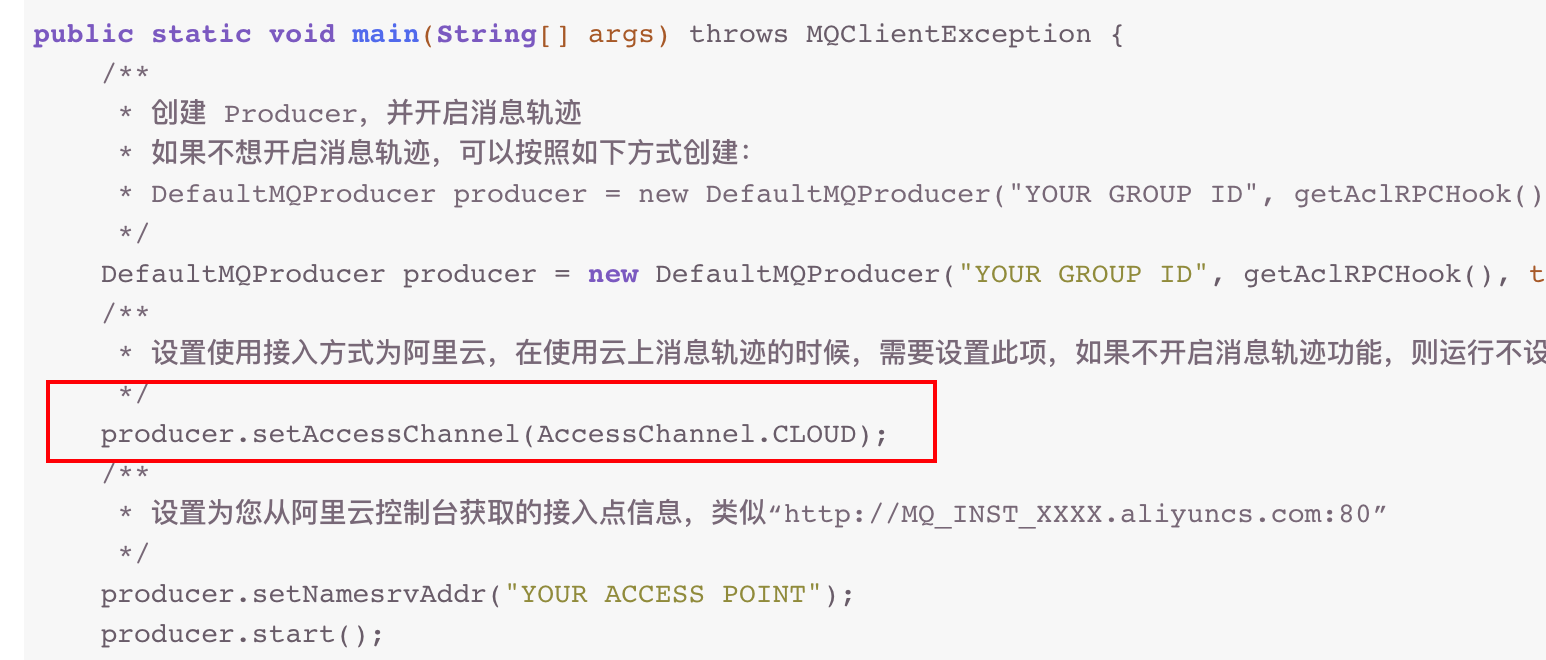 public static void main(String[] args) throws MQClientException {
/**
* 创建 Producer，并开启消息轨迹
* 如果不想开启消息轨迹，可以按照如下方式创建：
* DefaultMQProducer producer = new DefaultMQProducer("YOUR GROUP ID", getAclRPCHook()
*/
DefaultMQProducer producer = new DefaultMQProducer("YOUR GROUP ID", getAclRPCHook(), t
/**
* 设置使用接入方式为阿里云，在使用云上消息轨迹的时候，需要设置此项，如果不开启消息轨迹功能，则运行不设
*/
producer.setAccessChannel(AccessChannel.CLOUD);
/**
* 设置为您从阿里云控制台获取的接入点信息，类似“http://MQ_INST_XXXX.aliyuncs.com:80”
*/
producer.setNamesrvAddr("YOUR ACCESS POINT");
producer.start();